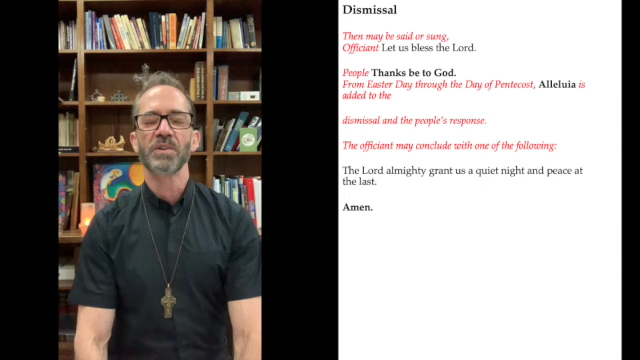 Dismissal
Then may be said or sung,
Officiant Let us bless the Lord.
People Thanks be to God.
From Easter Day through the Day of Pentecost, Alleluia is
added to the
dismissal and the people's response.
The officiant may conclude with one of the following:
The Lord almighty grant us a quiet night and peace at
the last.
Amen.